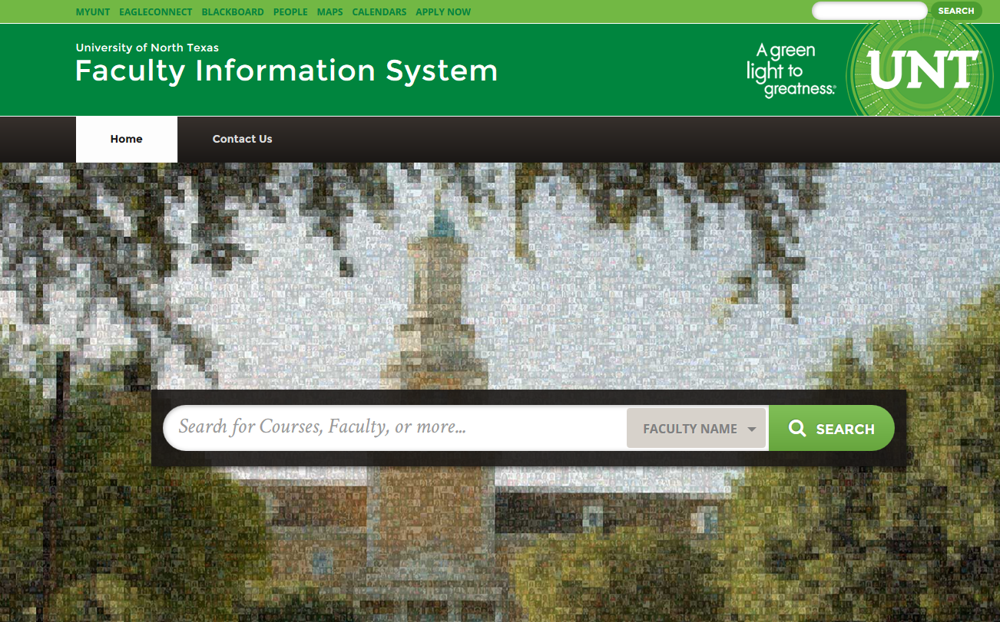 MYUNT EAGLECONNECT BLACKBOARD PEOPLE MAPS CALENDARS APPLY NOW
SEARCH
University of North Texas
Faculty Information System
A green
light to
greatness.®
UNT®
Home Contact Us
Search for Courses, Faculty, or more... FACULTY NAME SEARCH